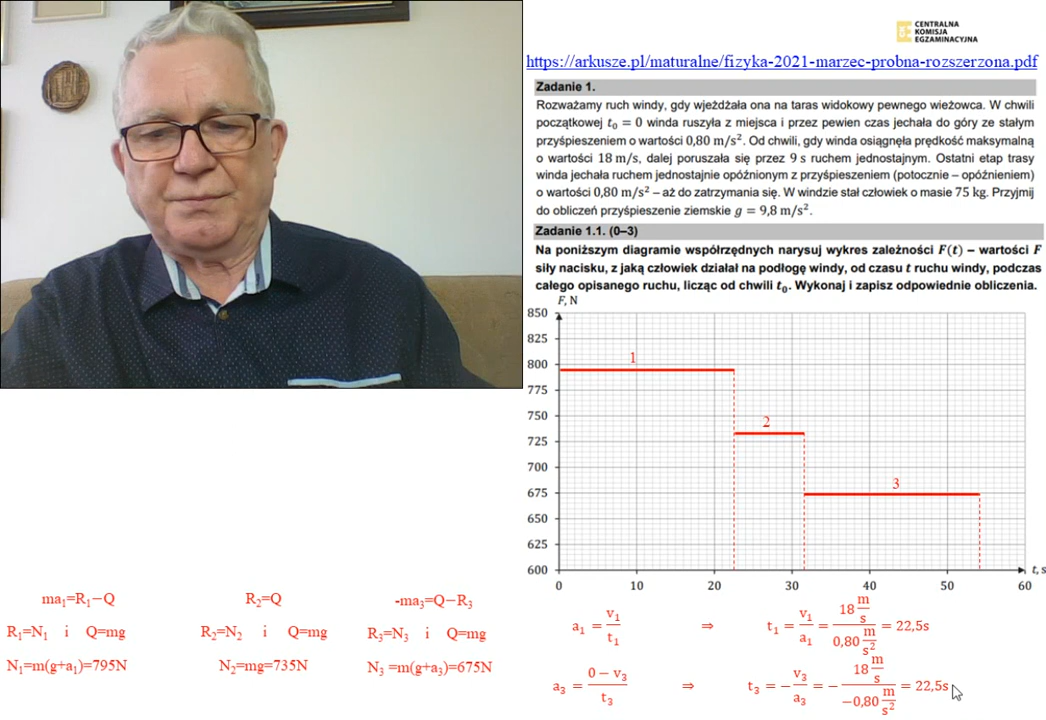 CENTRALNA
KOMISJA
EGZAMINACYJNA
https://arkusze.pl/maturalne/fizyka-2021-marzec-probna-rozszerzona.pdf
Zadanie 1.
Rozważamy ruch windy, gdy wjeżdżała ona na taras widokowy pewnego wieżowca. W chwili
początkowej t₀ = 0 winda ruszyła z miejsca i przez pewien czas jechała do góry ze stałym
przyśpieszeniem o wartości 0,80 m/s². Od chwili, gdy winda osiągnęła prędkość maksymalną
o wartości 18 m/s, dalej poruszała się przez 9 s ruchem jednostajnym. Ostatni etap trasy
winda jechała ruchem jednostajnie opóźnionym z przyśpieszeniem (potocznie – opóźnieniem)
o wartości 0,80 m/s² – aż do zatrzymania się. W windzie stał człowiek o masie 75 kg. Przyjmij
do obliczeń przyśpieszenie ziemskie g = 9,8 m/s².
Zadanie 1.1. (0–3)
Na poniższym diagramie współrzędnych narysuj wykres zależności F(t) – wartości F
siły nacisku, z jaką człowiek działał na podłogę windy, od czasu t ruchu windy, podczas
całego opisanego ruchu, licząc od chwili t₀. Wykonaj i zapisz odpowiednie obliczenia.
F, N
850
825
800
775
750
725
700
675
650
625
600
1
2
3
0 10 20 30 40 50 60
t, s
ma₁=R₁−Q
R₁=N₁ i Q=mg
N₁=m(g+a₁)=795N
R₂=Q
R₂=N₂ i Q=mg
N₂=mg=735N
-ma₃=Q−R₃
R₃=N₃ i Q=mg
N₃ =m(g+a₃)=675N
a₁ = v₁/t₁ ⇒ t₁ = v₁/a₁ = 18 m/s / 0,80 m/s² = 22,5s
a₃ = 0 − v₃/t₃ ⇒ t₃ = − v₃/a₃ = − 18 m/s / −0,80 m/s² = 22,5s